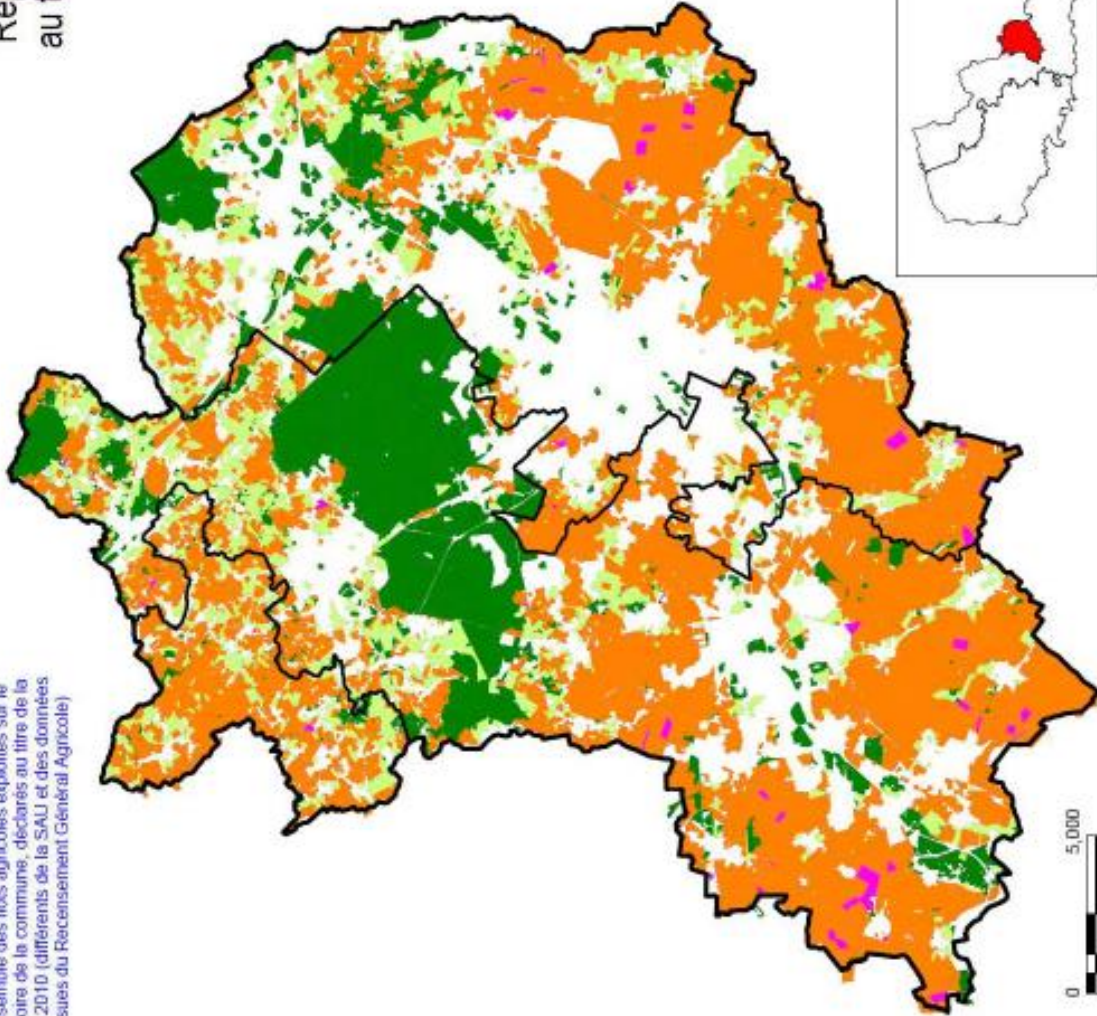 Re
au t
semble des îlots agricoles exploités sur le
oire de la commune, déclarés au titre de la
2010 (différents de la SAU et des données
sues du Recensement Général Agricole)
0 5,000